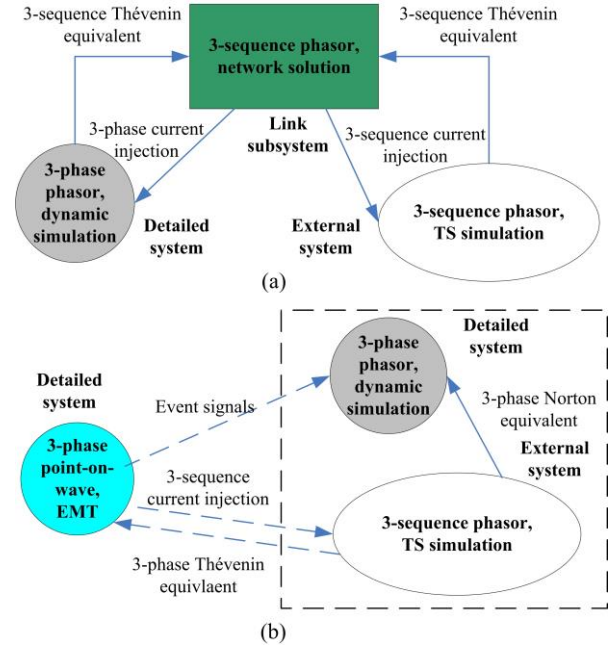 3-sequence Thévenin
equivalent
3-sequence phasor,
network solution
3-sequence Thévenin
equivalent
3-phase current
injection
Link
subsystem
3-sequence current
injection
3-phase
phasor,
dynamic
simulation
Detailed
system
External
system
3-sequence phasor,
TS simulation
(a)
Detailed
system
3-phase
point-on-
wave,
EMT
Event signals
3-sequence
current injection
3-phase Thévenin
equivlaent
3-phase
phasor,
dynamic
simulation
Detailed
system
3-phase Norton
equivalent
External
system
3-sequence phasor,
TS simulation
(b)